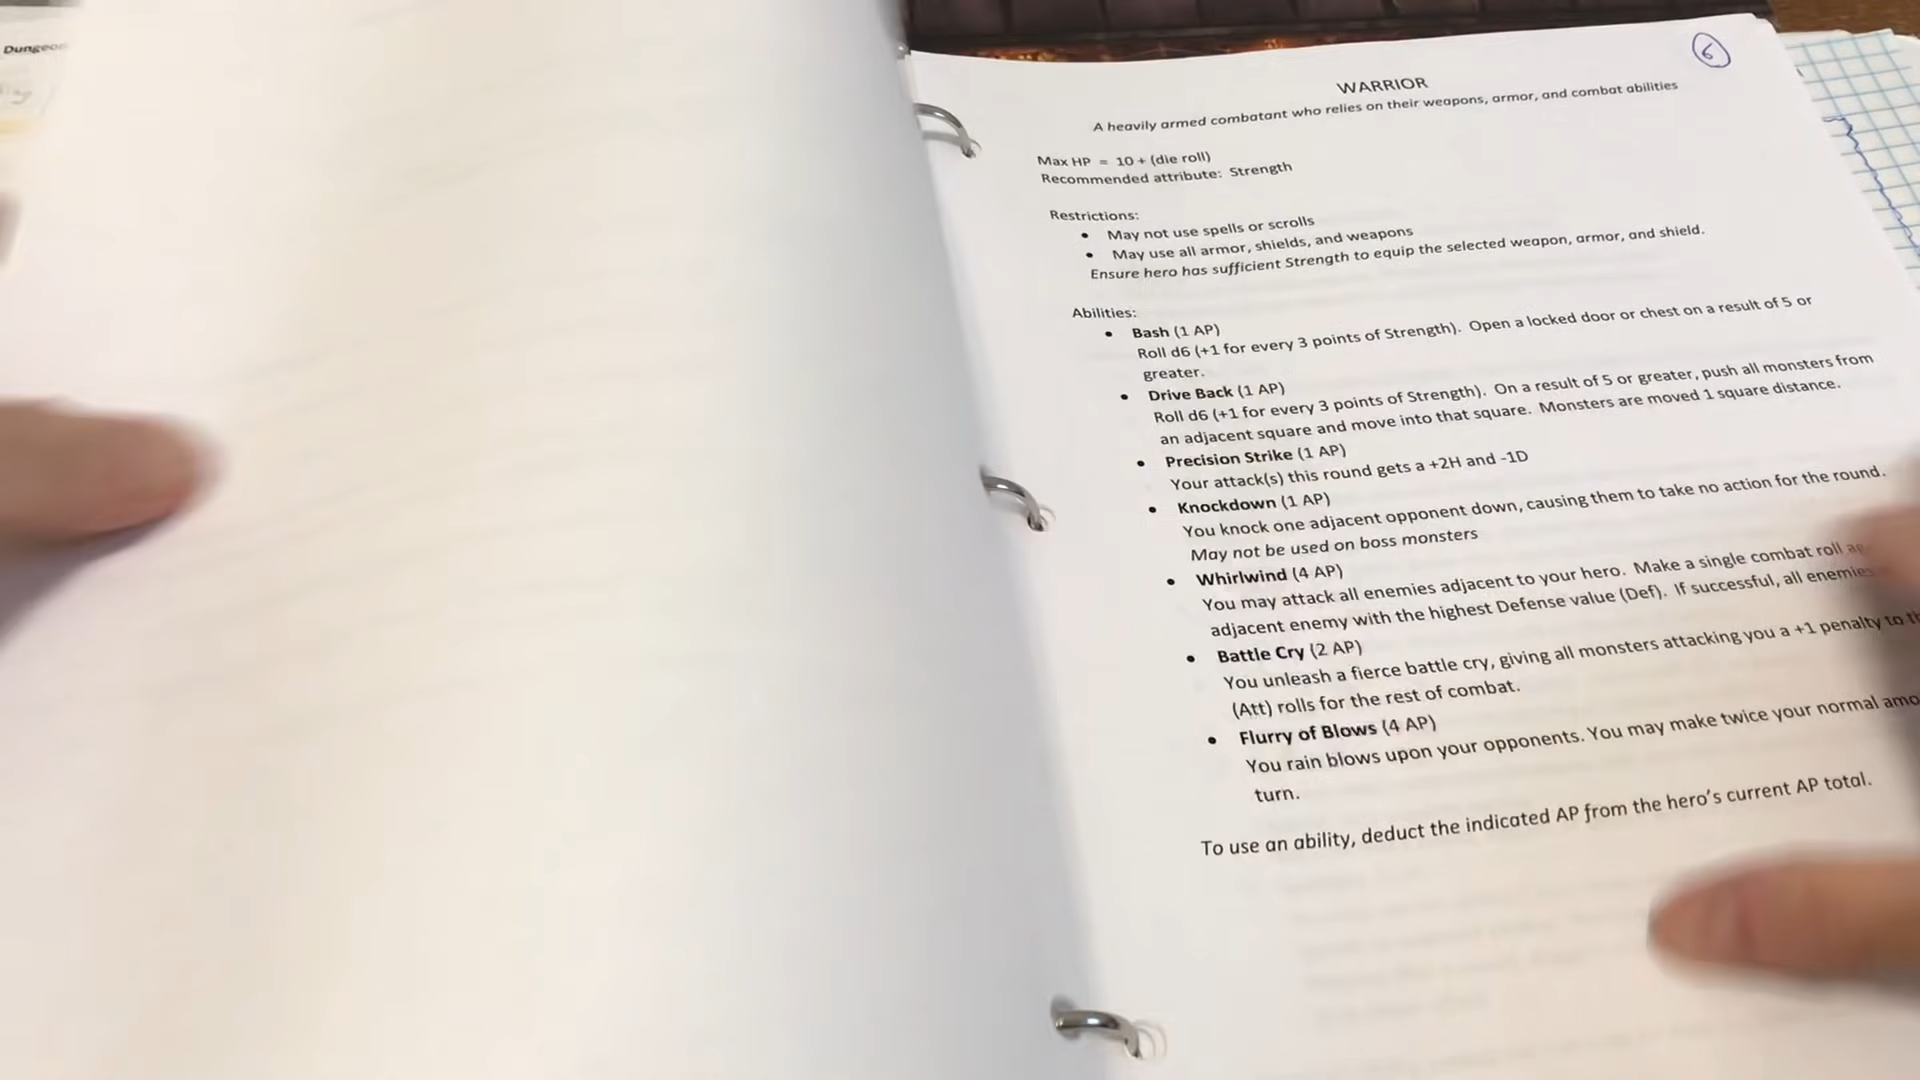 Dungeon
6
WARRIOR
A heavily armed combatant who relies on their weapons, armor, and combat abilities
Max HP = 10 + (die roll)
Recommended attribute: Strength
Restrictions:
• May not use spells or scrolls
• May use all armor, shields, and weapons
Ensure hero has sufficient Strength to equip the selected weapon, armor, and shield.
Abilities:
• Bash (1 AP)
Roll d6 (+1 for every 3 points of Strength). Open a locked door or chest on a result of 5 or
greater.
• Drive Back (1 AP)
Roll d6 (+1 for every 3 points of Strength). On a result of 5 or greater, push all monsters from
an adjacent square and move into that square. Monsters are moved 1 square distance.
• Precision Strike (1 AP)
Your attack(s) this round gets a +2H and -1D
• Knockdown (1 AP)
You knock one adjacent opponent down, causing them to take no action for the round.
May not be used on boss monsters
• Whirlwind (4 AP)
You may attack all enemies adjacent to your hero. Make a single combat roll
adjacent enemy with the highest Defense value (Def). If successful, all enemies
• Battle Cry (2 AP)
You unleash a fierce battle cry, giving all monsters attacking you a +1 penalty to
(Att) rolls for the rest of combat.
• Flurry of Blows (4 AP)
You rain blows upon your opponents. You may make twice your normal
turn.
To use an ability, deduct the indicated AP from the hero's current AP total.